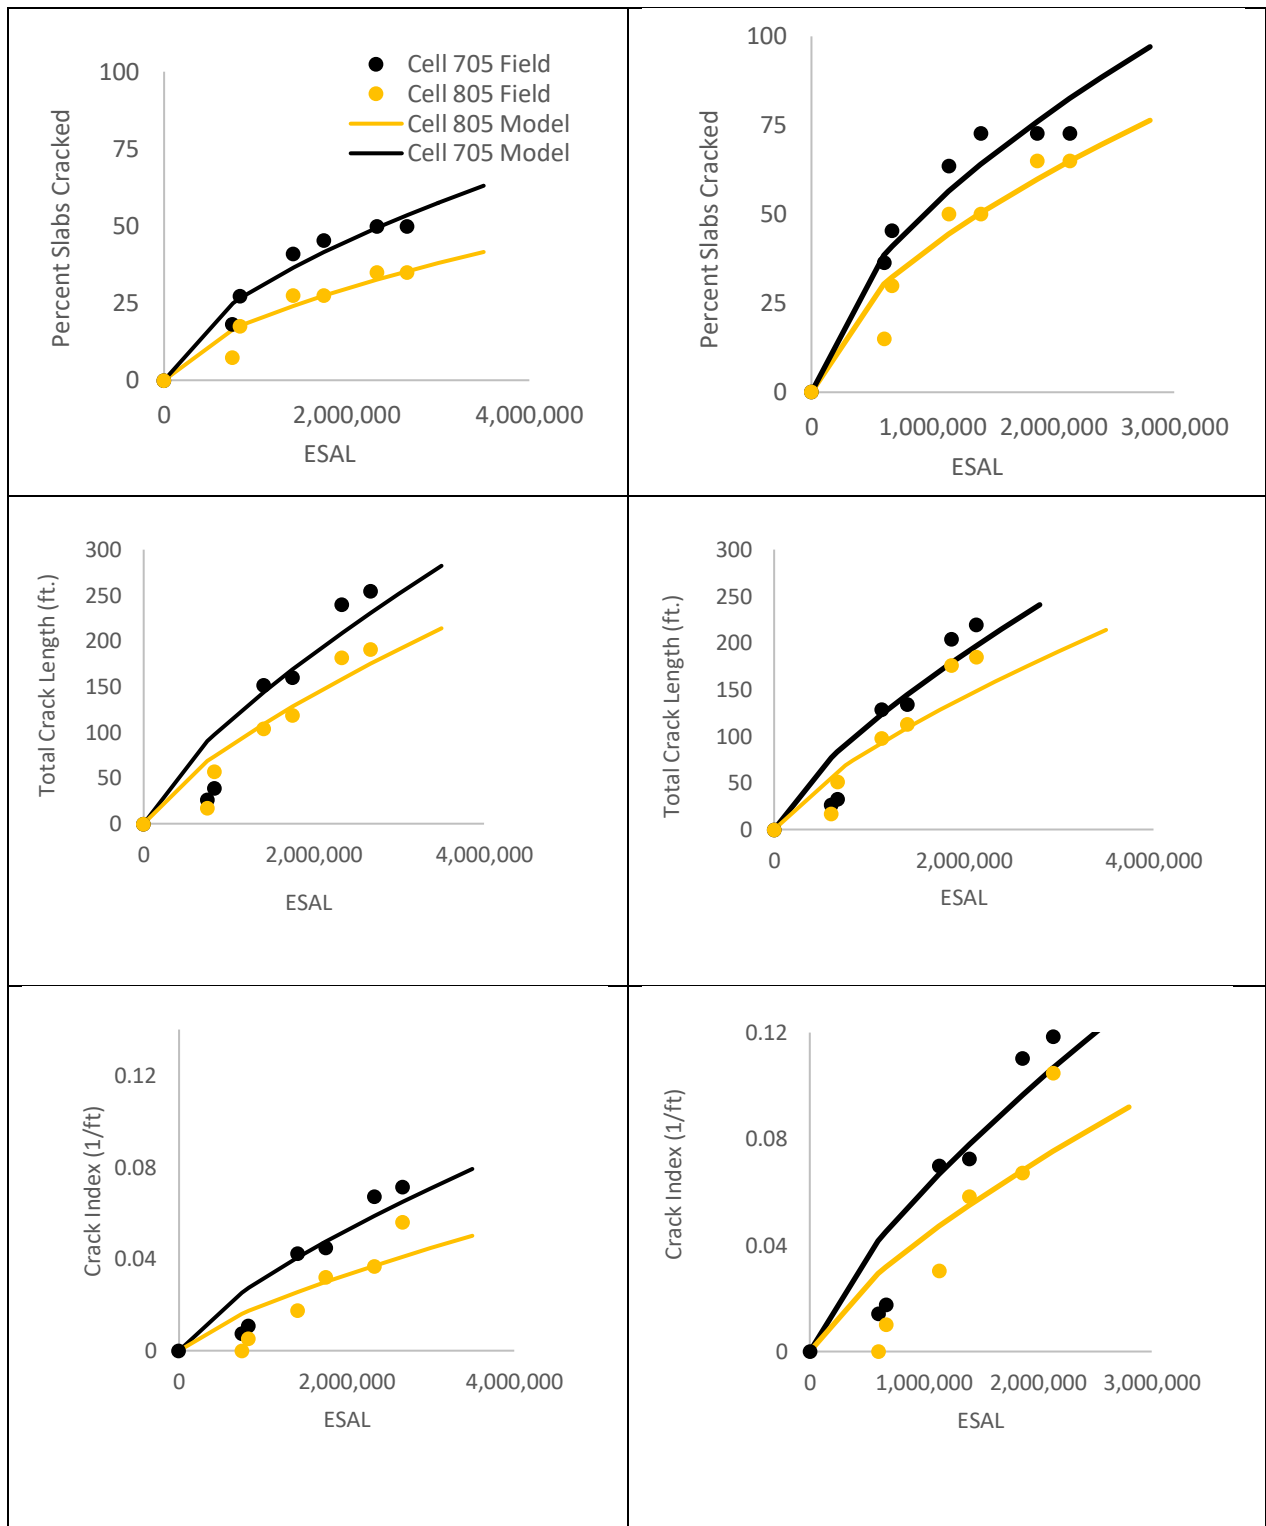 Cell 705 Field
Cell 805 Field
Cell 805 Model
Cell 705 Model
100
75
50
25
0
Percent Slabs Cracked
0 2,000,000 4,000,000
ESAL
100
75
50
25
0
Percent Slabs Cracked
0 1,000,000 2,000,000 3,000,000
ESAL
300
250
200
150
100
50
0
Total Crack Length (ft.)
0 2,000,000 4,000,000
ESAL
300
250
200
150
100
50
0
Total Crack Length (ft.)
0 2,000,000 4,000,000
ESAL
0.12
0.08
0.04
0
Crack Index (1/ft)
0 2,000,000 4,000,000
ESAL
0.12
0.08
0.04
0
Crack Index (1/ft)
0 1,000,000 2,000,000 3,000,000
ESAL